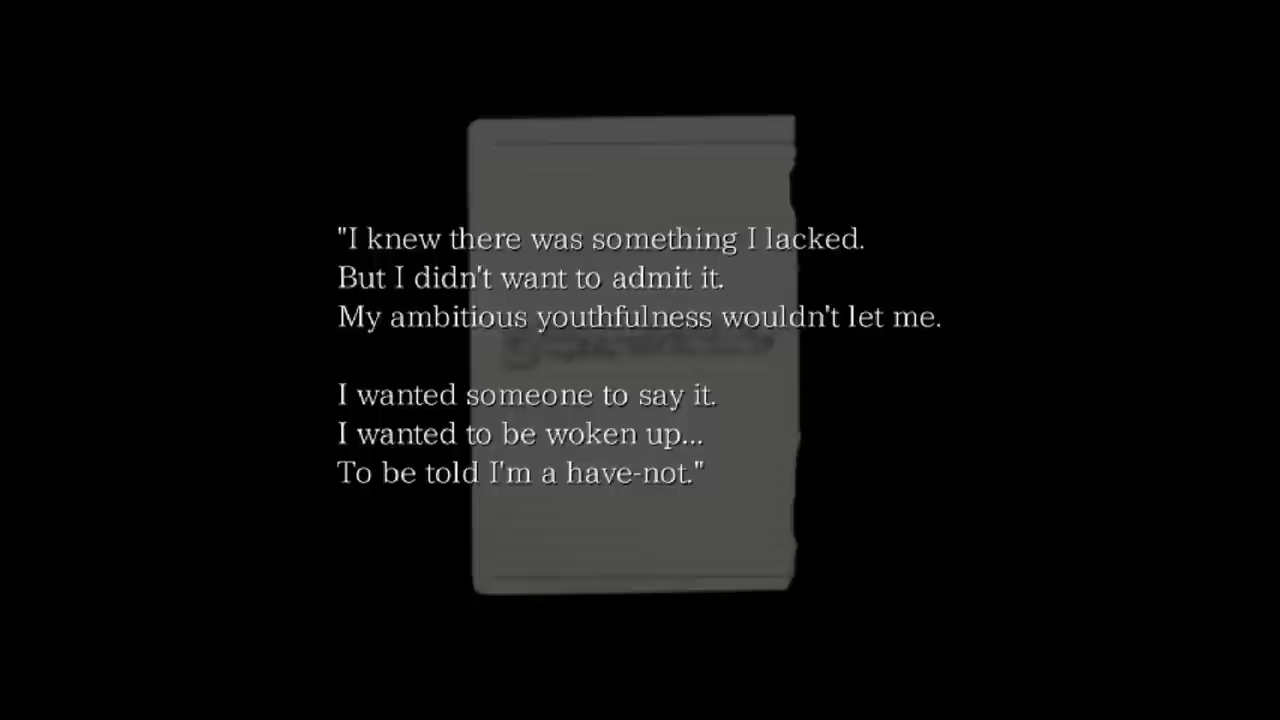 "I knew there was something I lacked.
But I didn't want to admit it.
My ambitious youthfulness wouldn't let me.
I wanted someone to say it.
I wanted to be woken up...
To be told I'm a have-not."